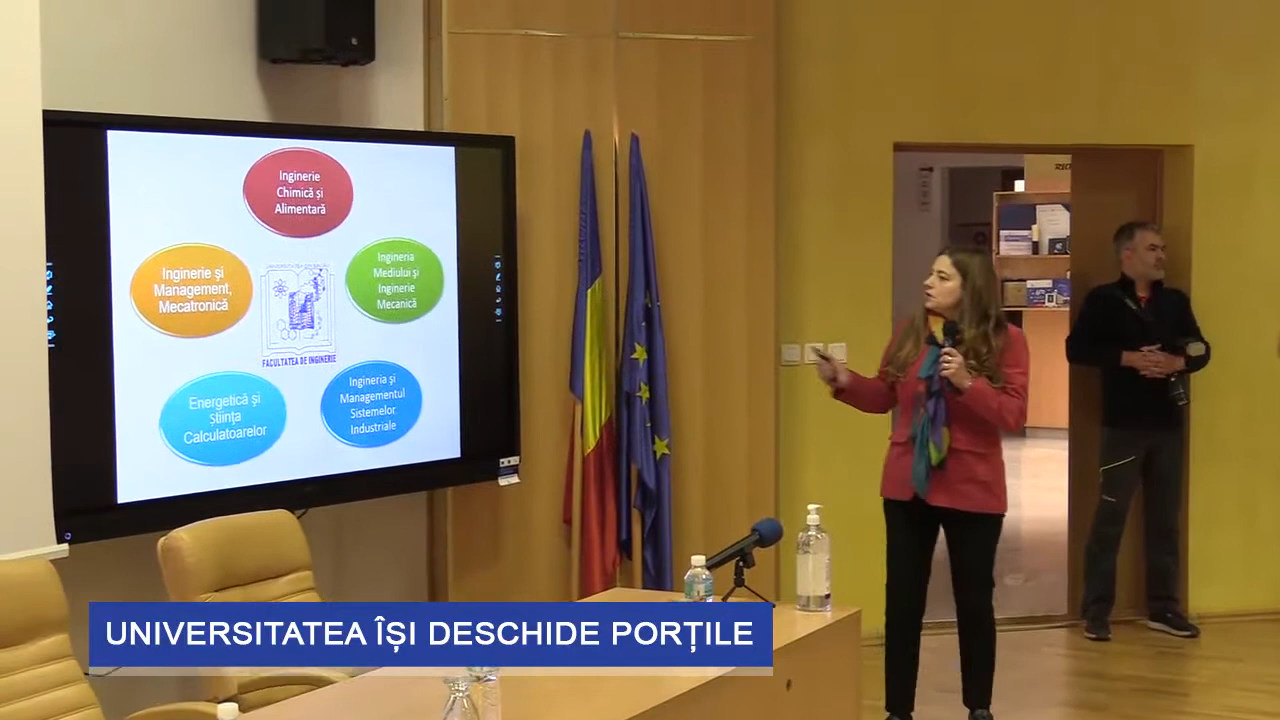 Inginerie
Chimică și
Alimentară
Inginerie și
Management,
Mecatronică
Ingineria
Mediului și
Inginerie
Mecanică
FACULTATEA DE INGINERIE
Energetică și
Știința
Calculatoarelor
Ingineria și
Managementul
Sistemelor
Industriale
UNIVERSITATEA ÎȘI DESCHIDE PORȚILE